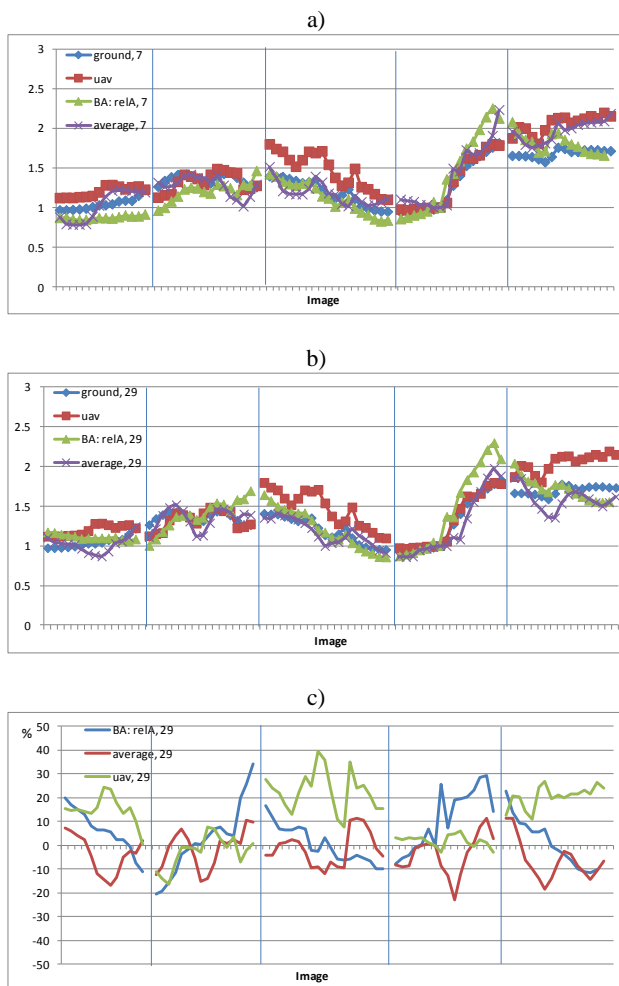 a)
3
ground, 7
uav
2.5
BA: relA, 7
2
average, 7
1.5
1
0.5
0
Image
b)
3
ground, 29
uav
2.5
BA: relA, 29
2
average, 29
1.5
1
0.5
0
Image
c)
50
% BA: relA, 29
40
average, 29
30
uav, 29
20
10
0
-10
-20
-30
-40
-50
Image